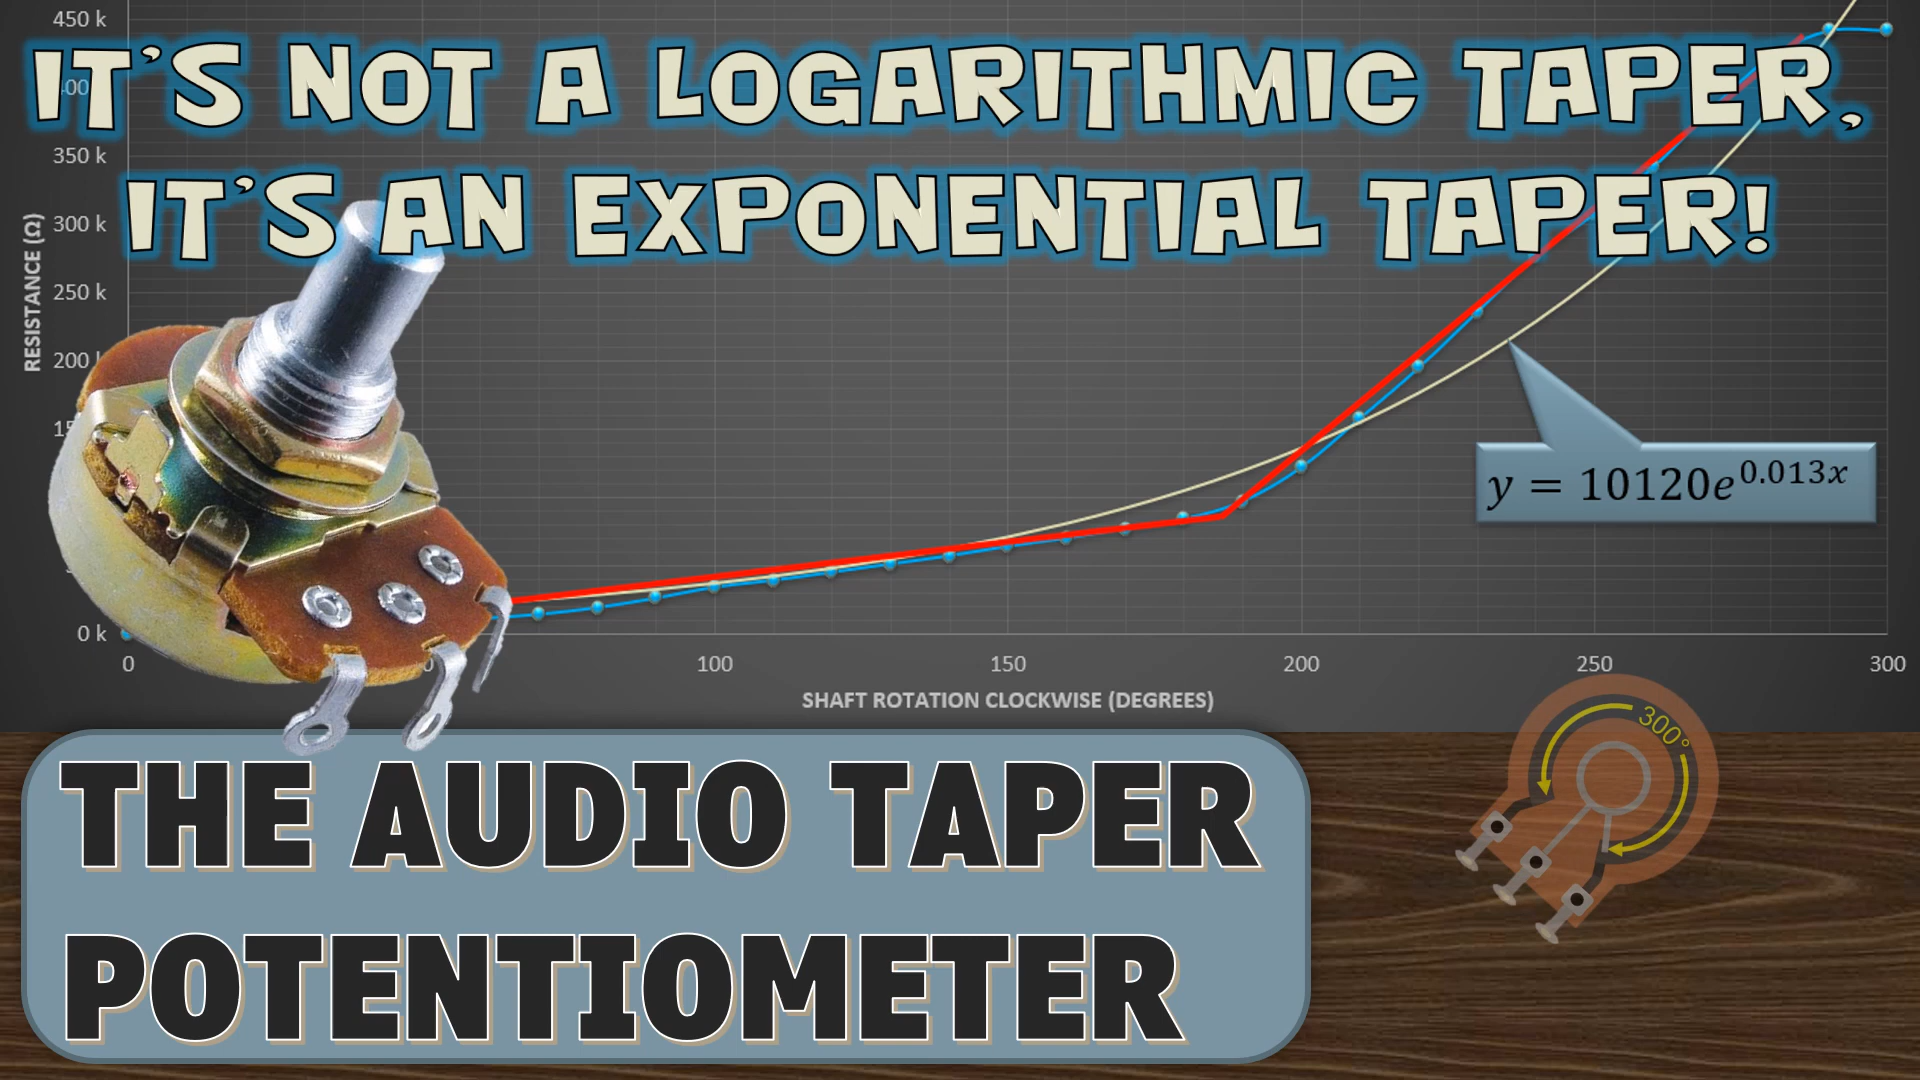 450 k
IT'S NOT A LOGARITHMIC TAPER,
350 k
IT'S AN EXPONENTIAL TAPER!
300 k
RESISTANCE (Ω)
250 k
200
y = 10120e^0.013x
0 k
0
100
150
200
250
300
SHAFT ROTATION CLOCKWISE (DEGREES)
300°
THE AUDIO TAPER
POTENTIOMETER